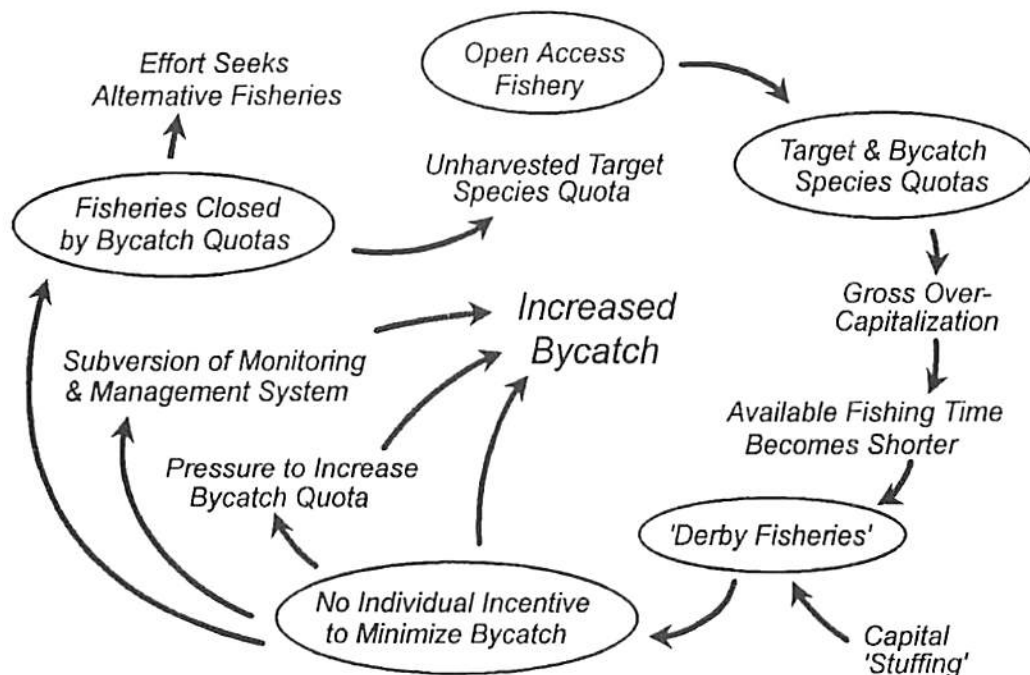 Effort Seeks
Alternative Fisheries
Open Access
Fishery
Target & Bycatch
Species Quotas
Unharvested Target
Species Quota
Fisheries Closed
by Bycatch Quotas
Gross Over-
Capitalization
Increased
Bycatch
Subversion of Monitoring
& Management System
Available Fishing Time
Becomes Shorter
Pressure to Increase
Bycatch Quota
'Derby Fisheries'
No Individual Incentive
to Minimize Bycatch
Capital
'Stuffing'